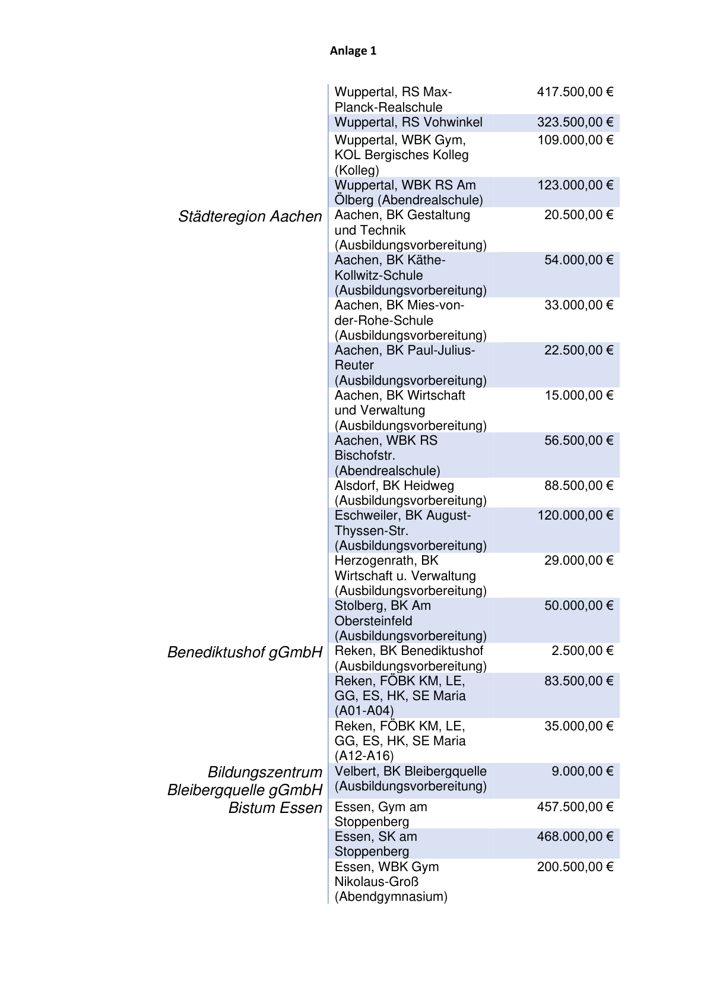 Anlage 1
Wuppertal, RS Max- 417.500,00 €
Planck-Realschule
Wuppertal, RS Vohwinkel 323.500,00 €
Wuppertal, WBK Gym, 109.000,00 €
KOL Bergisches Kolleg
(Kolleg)
Wuppertal, WBK RS Am 123.000,00 €
Ölberg (Abendrealschule)
Städteregion Aachen Aachen, BK Gestaltung 20.500,00 €
und Technik
(Ausbildungsvorbereitung)
Aachen, BK Käthe- 54.000,00 €
Kollwitz-Schule
(Ausbildungsvorbereitung)
Aachen, BK Mies-von- 33.000,00 €
der-Rohe-Schule
(Ausbildungsvorbereitung)
Aachen, BK Paul-Julius- 22.500,00 €
Reuter
(Ausbildungsvorbereitung)
Aachen, BK Wirtschaft 15.000,00 €
und Verwaltung
(Ausbildungsvorbereitung)
Aachen, WBK RS 56.500,00 €
Bischofstr.
(Abendrealschule)
Alsdorf, BK Heidweg 88.500,00 €
(Ausbildungsvorbereitung)
Eschweiler, BK August- 120.000,00 €
Thyssen-Str.
(Ausbildungsvorbereitung)
Herzogenrath, BK 29.000,00 €
Wirtschaft u. Verwaltung
(Ausbildungsvorbereitung)
Stolberg, BK Am 50.000,00 €
Obersteinfeld
(Ausbildungsvorbereitung)
Benediktushof gGmbH Reken, BK Benediktushof 2.500,00 €
(Ausbildungsvorbereitung)
Reken, FÖBK KM, LE, 83.500,00 €
GG, ES, HK, SE Maria
(A01-A04)
Reken, FÖBK KM, LE, 35.000,00 €
GG, ES, HK, SE Maria
(A12-A16)
Bildungszentrum Velbert, BK Bleibergquelle 9.000,00 €
Bleibergquelle gGmbH (Ausbildungsvorbereitung)
Bistum Essen Essen, Gym am 457.500,00 €
Stoppenberg
Essen, SK am 468.000,00 €
Stoppenberg
Essen, WBK Gym 200.500,00 €
Nikolaus-Groß
(Abendgymnasium)